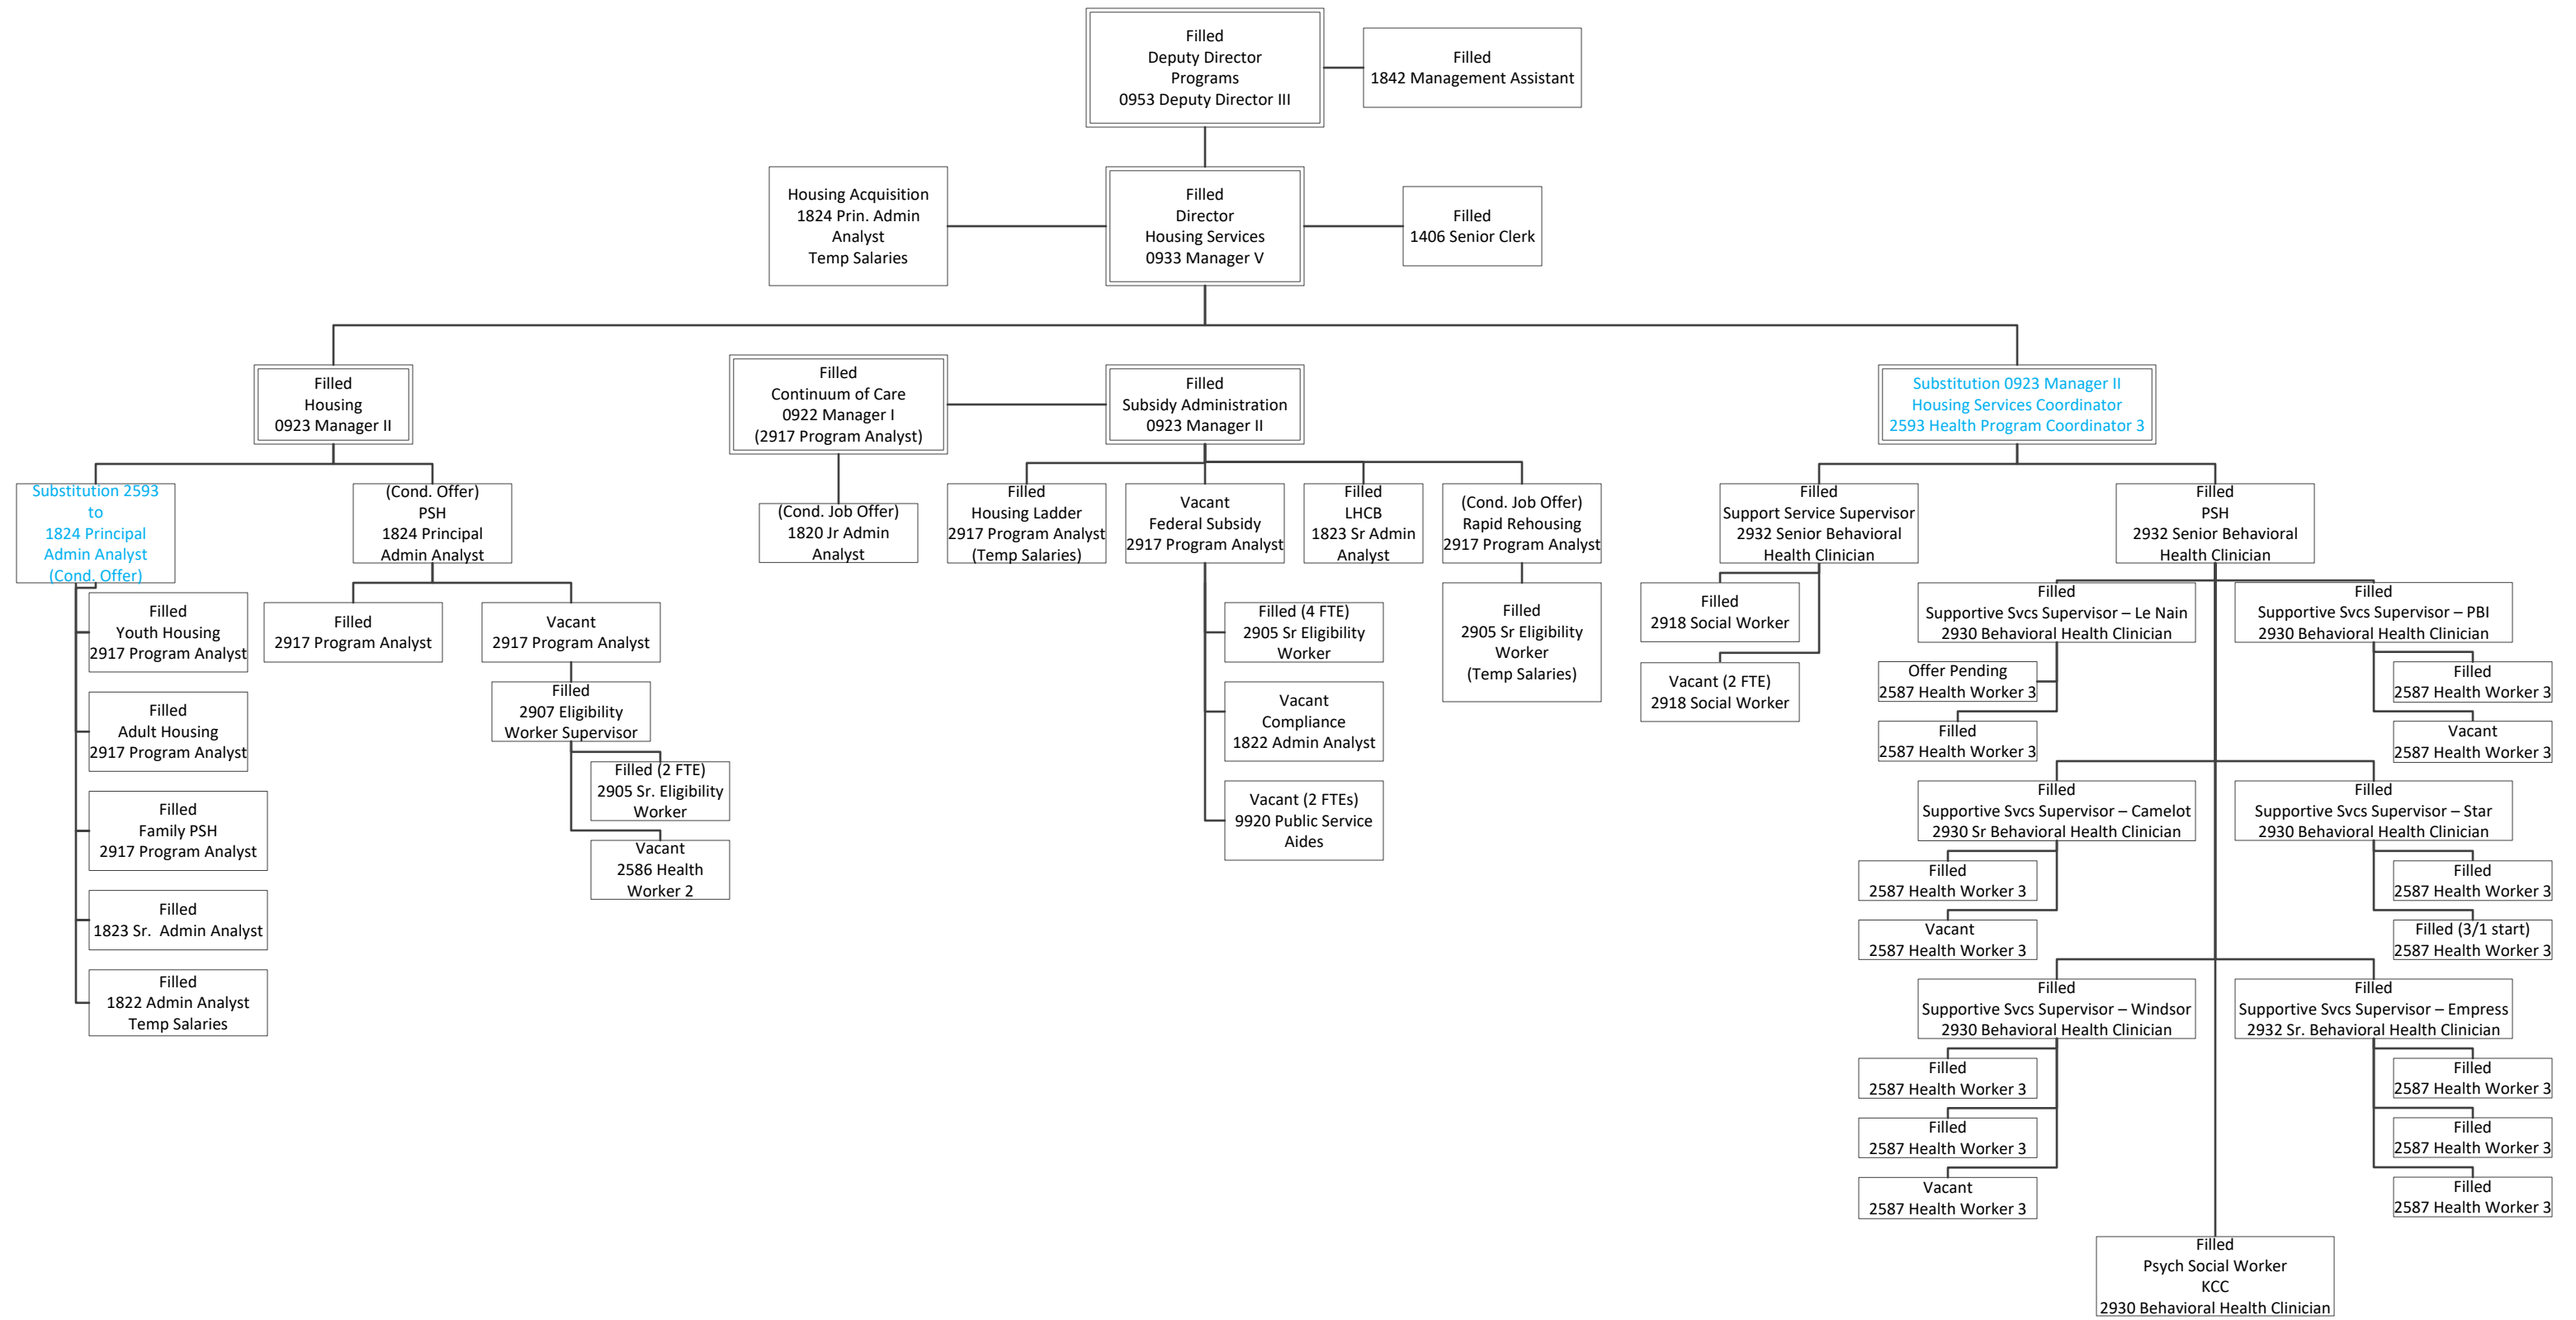 Filled
Deputy Director
Programs
0953 Deputy Director III
Filled
1842 Management Assistant
Housing Acquisition
1824 Prin. Admin
Analyst
Temp Salaries
Filled
Director
Housing Services
0933 Manager V
Filled
1406 Senior Clerk
Filled
Housing
0923 Manager II
Filled
Continuum of Care
0922 Manager I
(2917 Program Analyst)
Filled
Subsidy Administration
0923 Manager II
Substitution 0923 Manager II
Housing Services Coordinator
2593 Health Program Coordinator 3
Substitution 2593
to
1824 Principal
Admin Analyst
(Cond. Offer)
(Cond. Offer)
PSH
1824 Principal
Admin Analyst
(Cond. Job Offer)
1820 Jr Admin
Analyst
Filled
Housing Ladder
2917 Program Analyst
(Temp Salaries)
Vacant
Federal Subsidy
2917 Program Analyst
Filled
LHCB
1823 Sr Admin
Analyst
(Cond. Job Offer)
Rapid Rehousing
2917 Program Analyst
Filled
Support Service Supervisor
2932 Senior Behavioral
Health Clinician
Filled
PSH
2932 Senior Behavioral
Health Clinician
Filled
Youth Housing
2917 Program Analyst
Filled
Adult Housing
2917 Program Analyst
Filled
Family PSH
2917 Program Analyst
Filled
1823 Sr.  Admin Analyst
Filled
1822 Admin Analyst
Temp Salaries
Filled
2917 Program Analyst
Vacant
2917 Program Analyst
Filled
2907 Eligibility
Worker Supervisor
Filled (2 FTE)
2905 Sr. Eligibility
Worker
Vacant
2586 Health
Worker 2
Filled (4 FTE)
2905 Sr Eligibility
Worker
Vacant
Compliance
1822 Admin Analyst
Vacant (2 FTEs)
9920 Public Service
Aides
Filled
2905 Sr Eligibility
Worker
(Temp Salaries)
Filled
2918 Social Worker
Vacant (2 FTE)
2918 Social Worker
Filled
Supportive Svcs Supervisor – Le Nain
2930 Behavioral Health Clinician
Offer Pending
2587 Health Worker 3
Filled
2587 Health Worker 3
Filled
Supportive Svcs Supervisor – PBI
2930 Behavioral Health Clinician
Filled
2587 Health Worker 3
Vacant
2587 Health Worker 3
Filled
Supportive Svcs Supervisor – Camelot
2930 Sr Behavioral Health Clinician
Filled
2587 Health Worker 3
Vacant
2587 Health Worker 3
Filled
Supportive Svcs Supervisor – Star
2930 Behavioral Health Clinician
Filled
2587 Health Worker 3
Filled (3/1 start)
2587 Health Worker 3
Filled
Supportive Svcs Supervisor – Windsor
2930 Behavioral Health Clinician
Filled
2587 Health Worker 3
Filled
2587 Health Worker 3
Vacant
2587 Health Worker 3
Filled
Supportive Svcs Supervisor – Empress
2932 Sr. Behavioral Health Clinician
Filled
2587 Health Worker 3
Filled
2587 Health Worker 3
Filled
2587 Health Worker 3
Filled
Psych Social Worker
KCC
2930 Behavioral Health Clinician